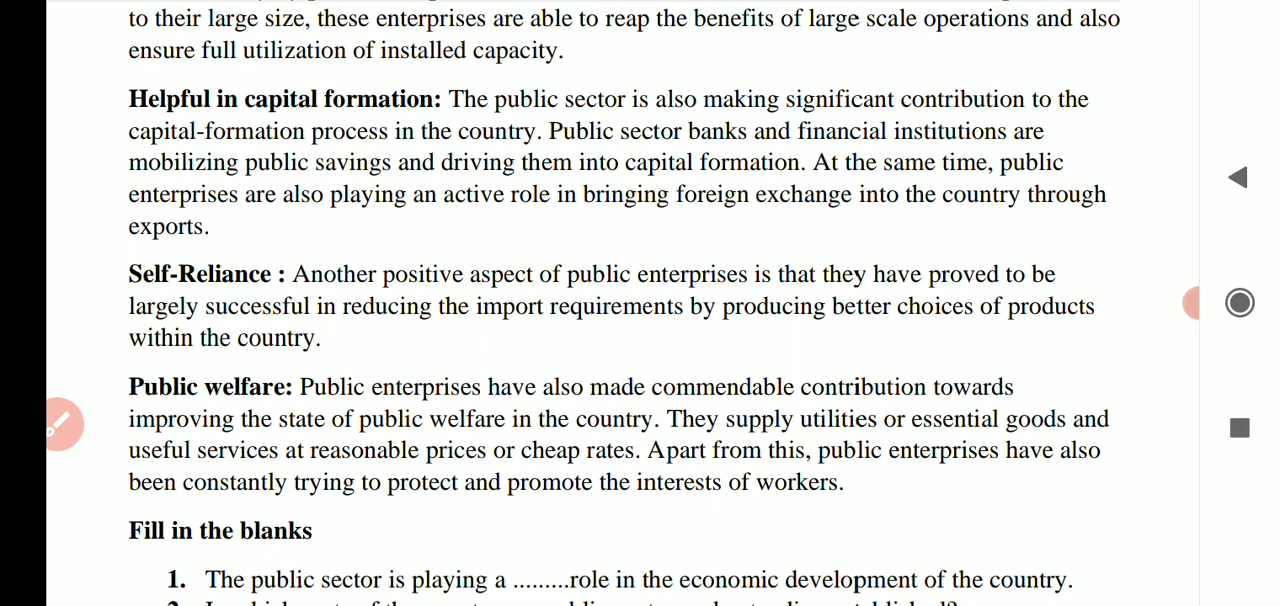 to their large size, these enterprises are able to reap the benefits of large scale operations and also
ensure full utilization of installed capacity.
Helpful in capital formation: The public sector is also making significant contribution to the
capital-formation process in the country. Public sector banks and financial institutions are
mobilizing public savings and driving them into capital formation. At the same time, public
enterprises are also playing an active role in bringing foreign exchange into the country through
exports.
Self-Reliance : Another positive aspect of public enterprises is that they have proved to be
largely successful in reducing the import requirements by producing better choices of products
within the country.
Public welfare: Public enterprises have also made commendable contribution towards
improving the state of public welfare in the country. They supply utilities or essential goods and
useful services at reasonable prices or cheap rates. Apart from this, public enterprises have also
been constantly trying to protect and promote the interests of workers.
Fill in the blanks
1. The public sector is playing a .........role in the economic development of the country.